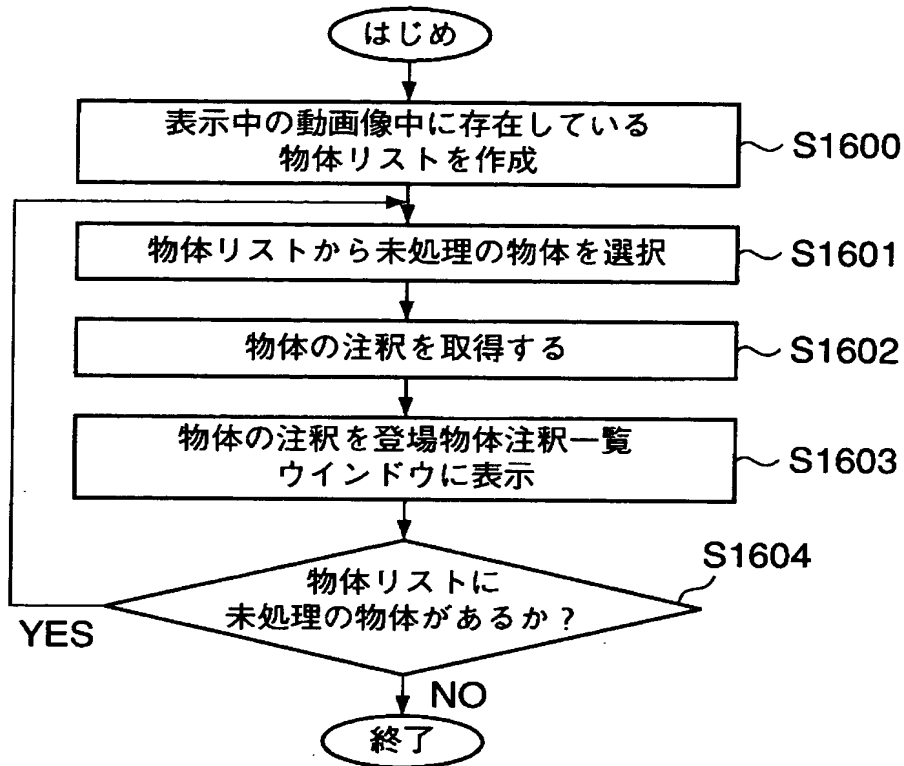 はじめ
表示中の動画像中に存在している
物体リストを作成
S1600
物体リストから未処理の物体を選択
S1601
物体の注釈を取得する
S1602
物体の注釈を登場物体注釈一覧
ウインドウに表示
S1603
S1604
物体リストに
未処理の物体があるか？
YES
NO
終了